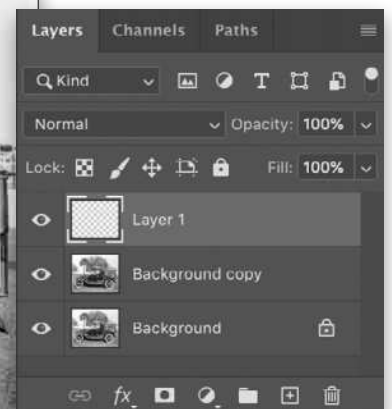 Layers Channels Paths
Kind
Normal Opacity: 100%
Lock: Fill: 100%
Layer 1
Background copy
Background
fx